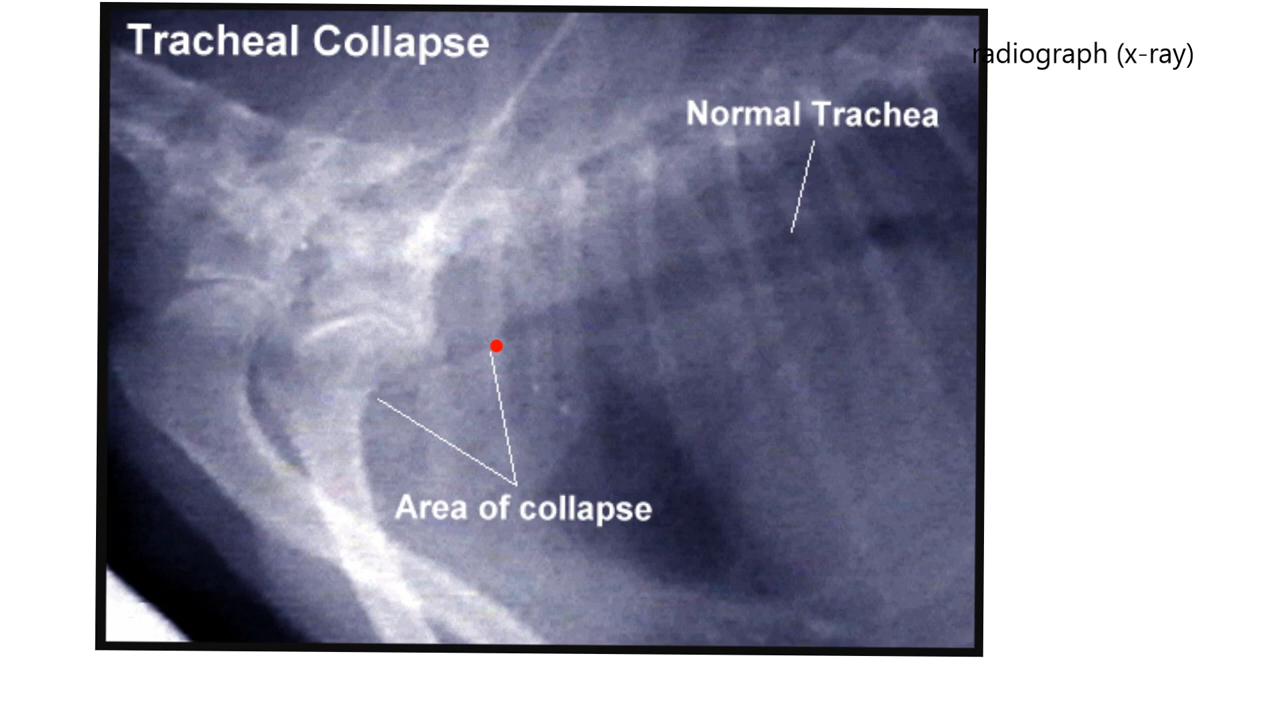 Tracheal Collapse
radiograph (x-ray)
Normal Trachea
Area of collapse